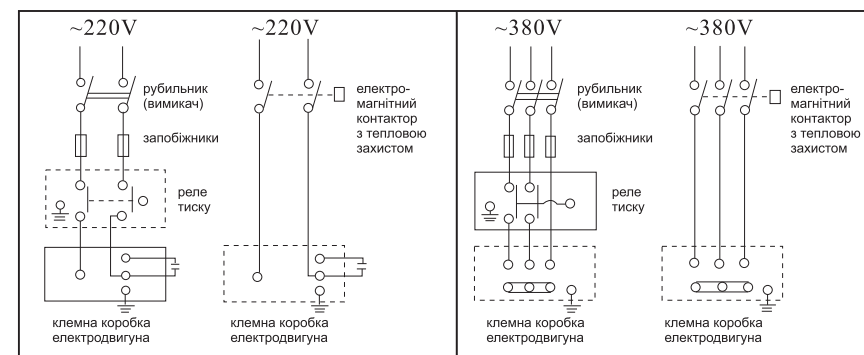 ~220V
~220V
~380V
~380V
рубильник
(вимикач)
електро-
магнітний
контактор
з тепловою
захистом
рубильник
(вимикач)
електро-
магнітний
контактор
з тепловою
захистом
запобіжники
запобіжники
реле
тиску
реле
тиску
клемна коробка
електродвигуна
клемна коробка
електродвигуна
клемна коробка
електродвигуна
клемна коробка
електродвигуна